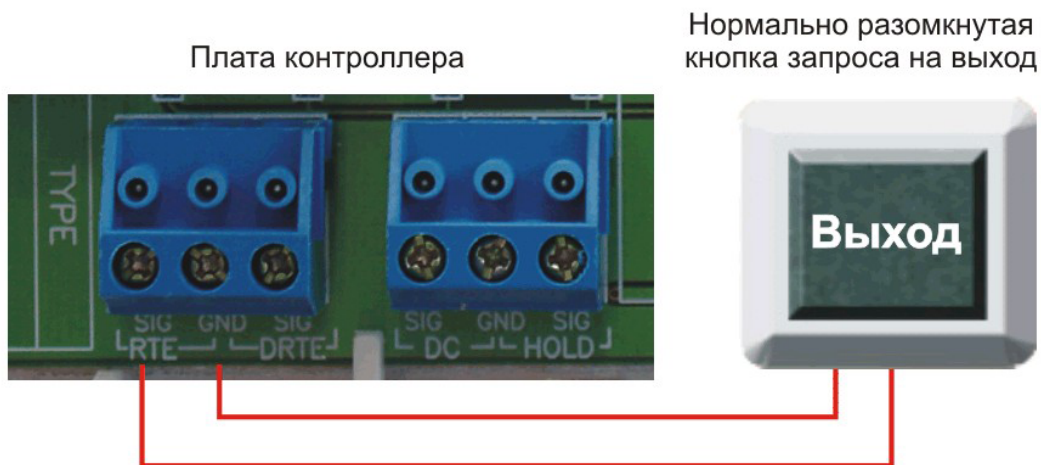 Плата контроллера
Нормально разомкнутая
кнопка запроса на выход
TYPE
SIG GND SIG
RTE DRTE
SIG GND SIG
DC HOLD
Выход